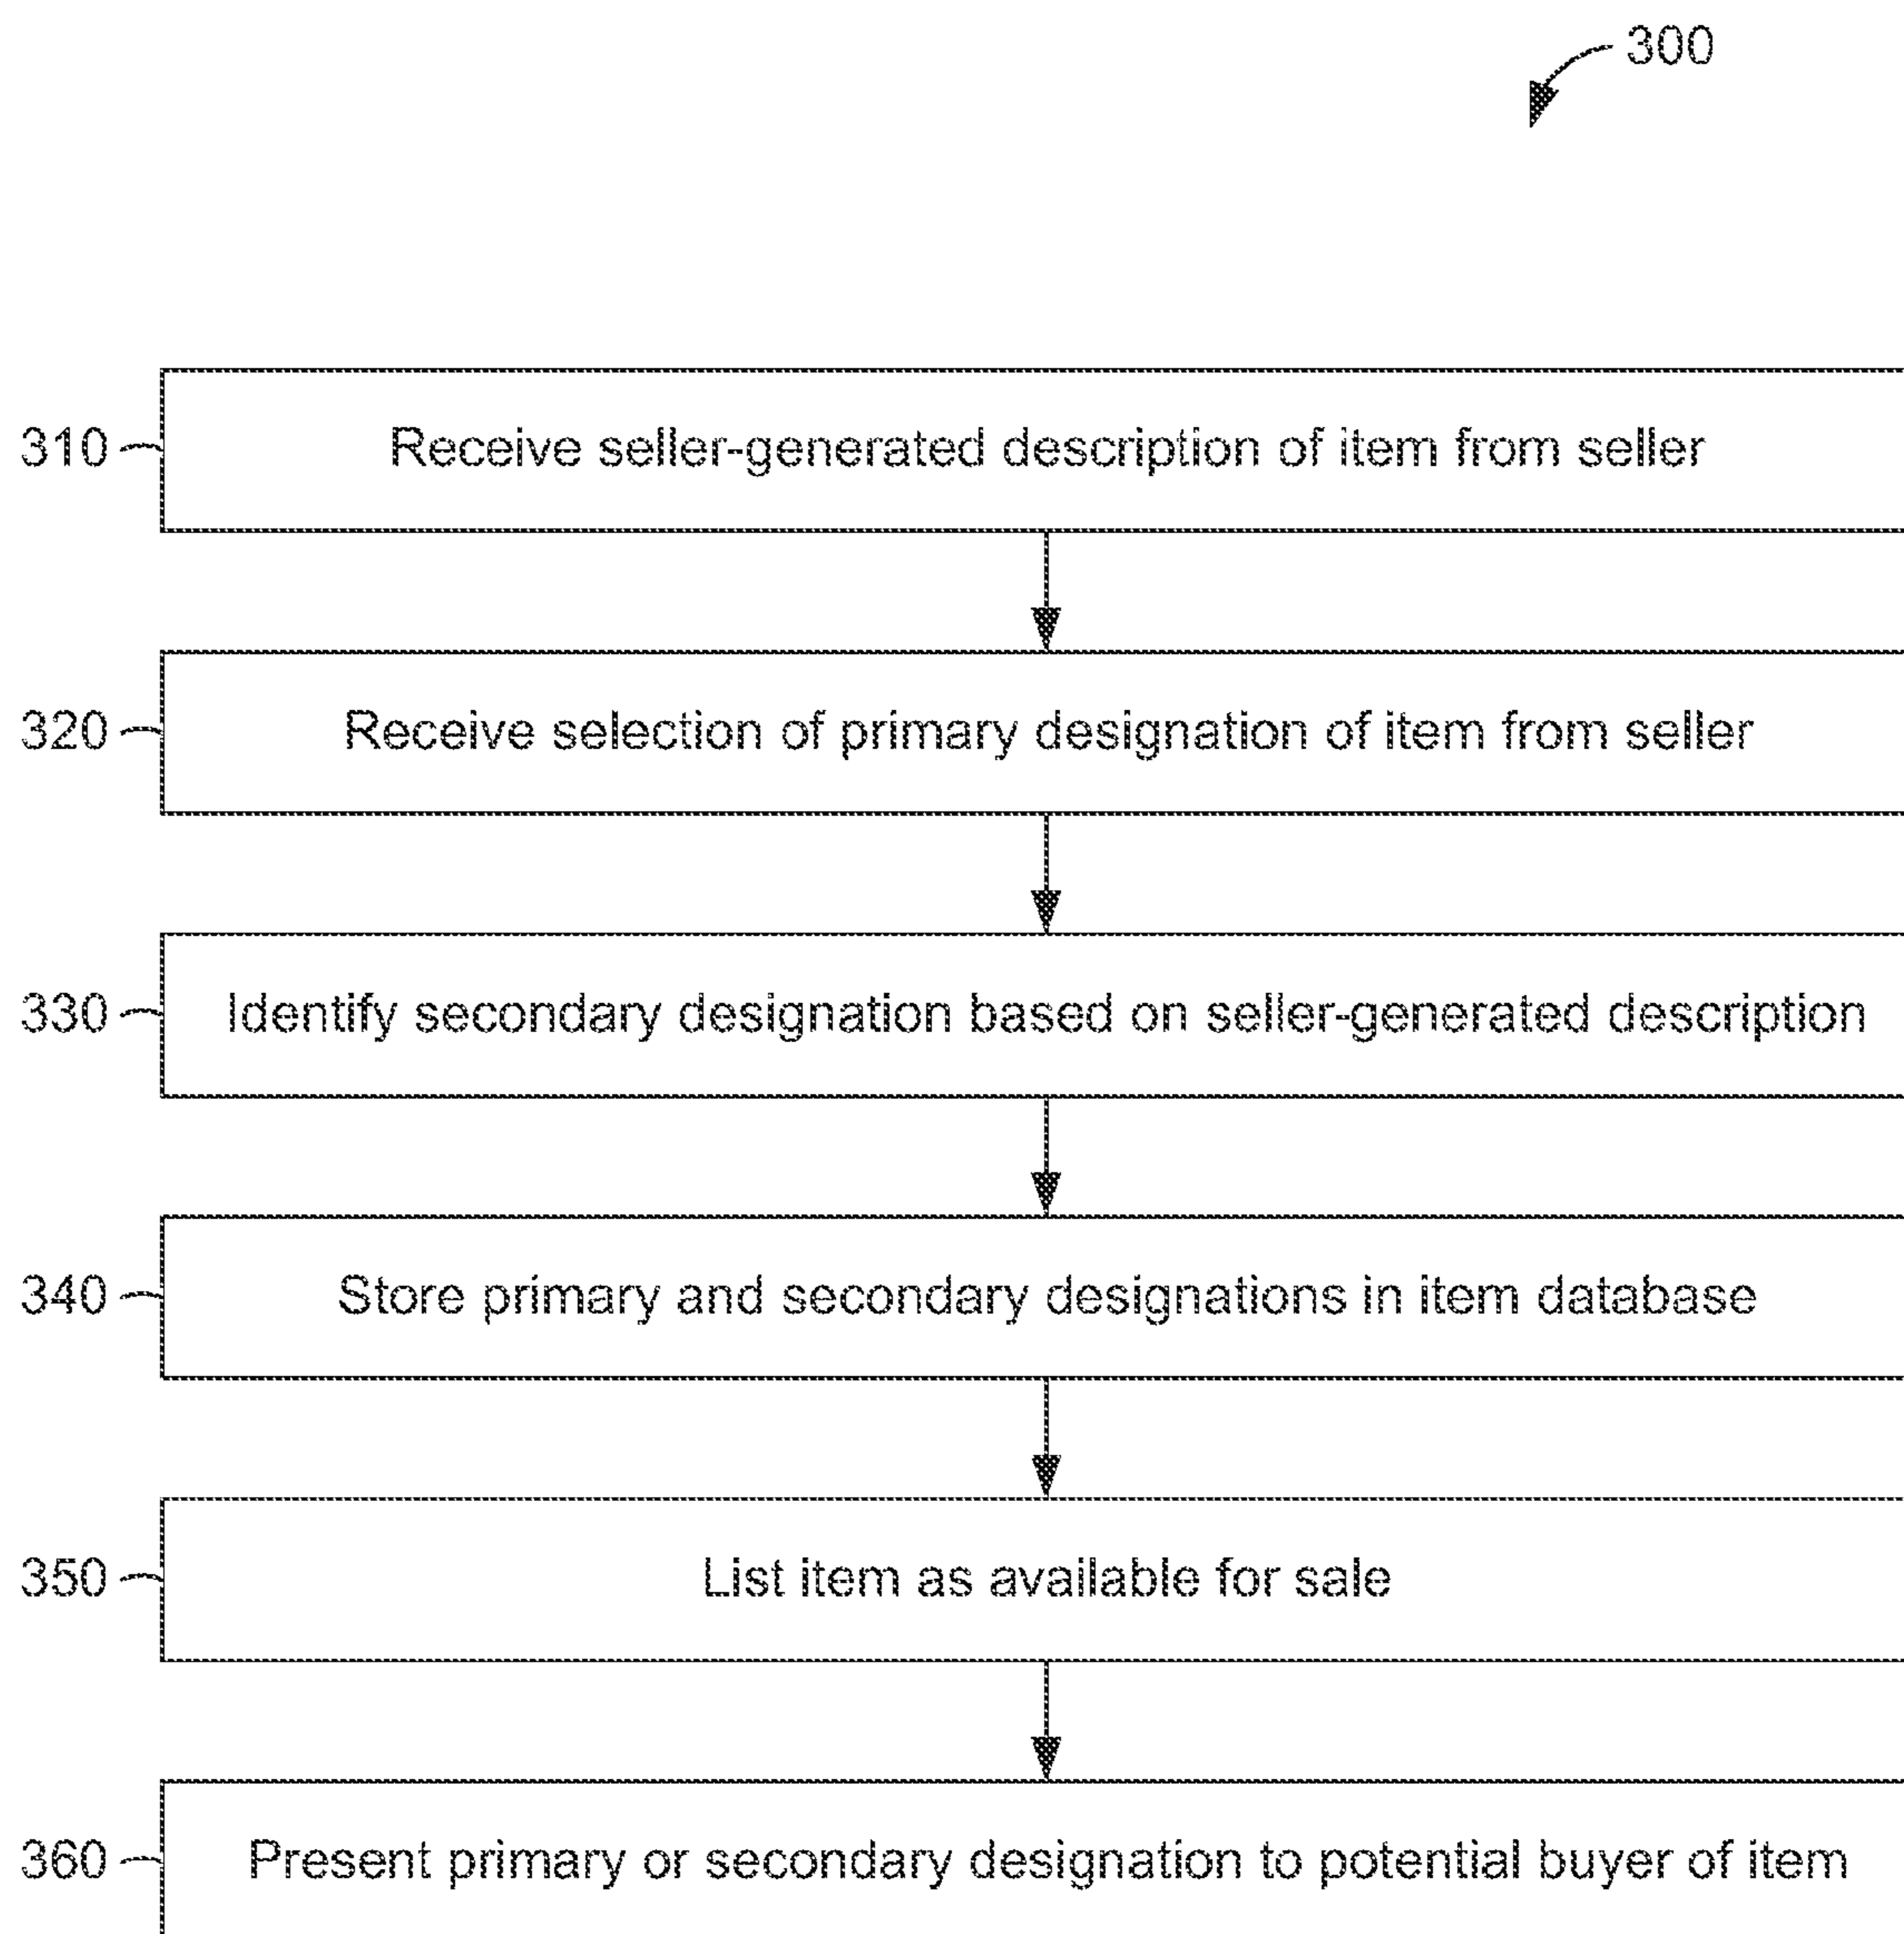 300
310 Receive seller-generated description of item from seller
320 Receive selection of primary designation of item from seller
330 Identify secondary designation based on seller-generated description
340 Store primary and secondary designations in item database
350 List item as available for sale
360 Present primary or secondary designation to potential buyer of item